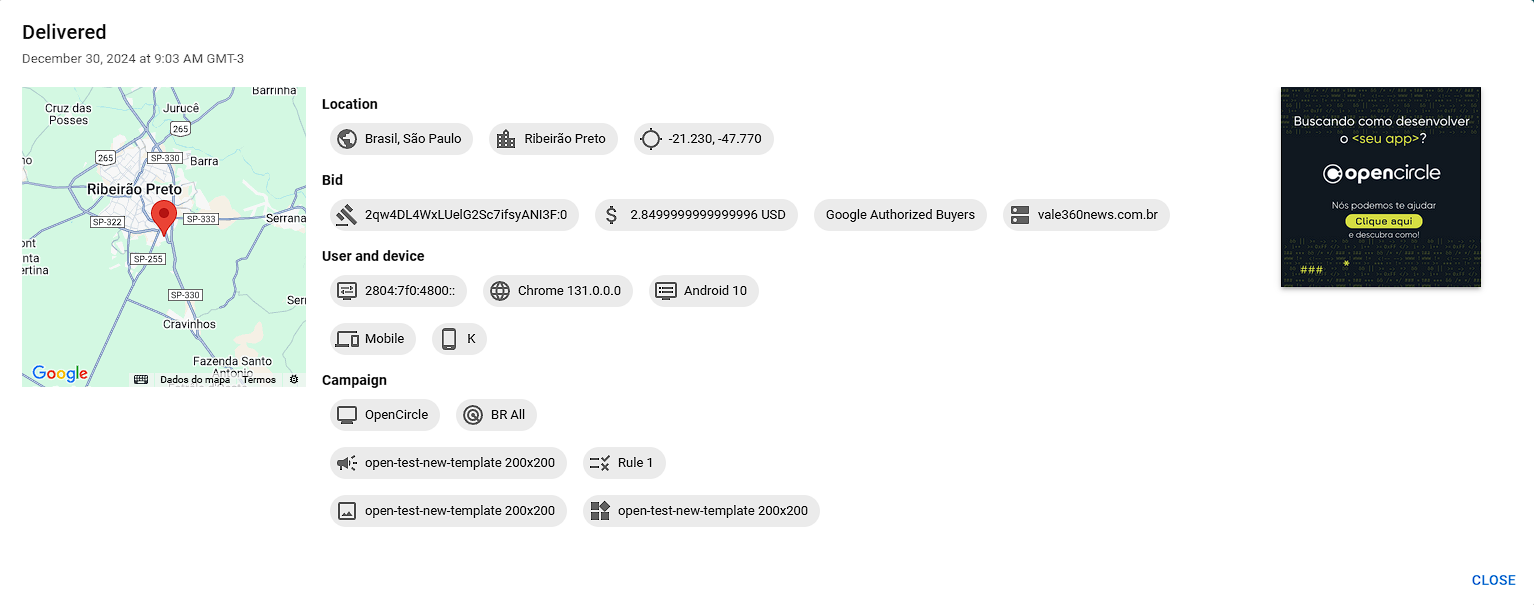 Delivered
December 30, 2024 at 9:03 AM GMT-3
Barrinha
Cruz das
Posses
Jurucê
265
265
SP-330
Barra
Ribeirão Preto
SP-322
SP-333
Serrana
SP-255
SP-330
Cravinhos
Fazenda Santo
Antonio
Google
Dados do mapa
Termos
Location
Brasil, São Paulo
Ribeirão Preto
-21.230, -47.770
Bid
2qw4DL4WxLUelG2Sc7ifsyANI3F:0
2.8499999999999996 USD
Google Authorized Buyers
vale360news.com.br
User and device
2804:7f0:4800::
Chrome 131.0.0.0
Android 10
Mobile
K
Campaign
OpenCircle
BR All
open-test-new-template 200x200
Rule 1
open-test-new-template 200x200
open-test-new-template 200x200
Buscando como desenvolver
o <seu app>?
opencircle
Nós podemos te ajudar
Clique aqui
e descubra como!
###
*
CLOSE